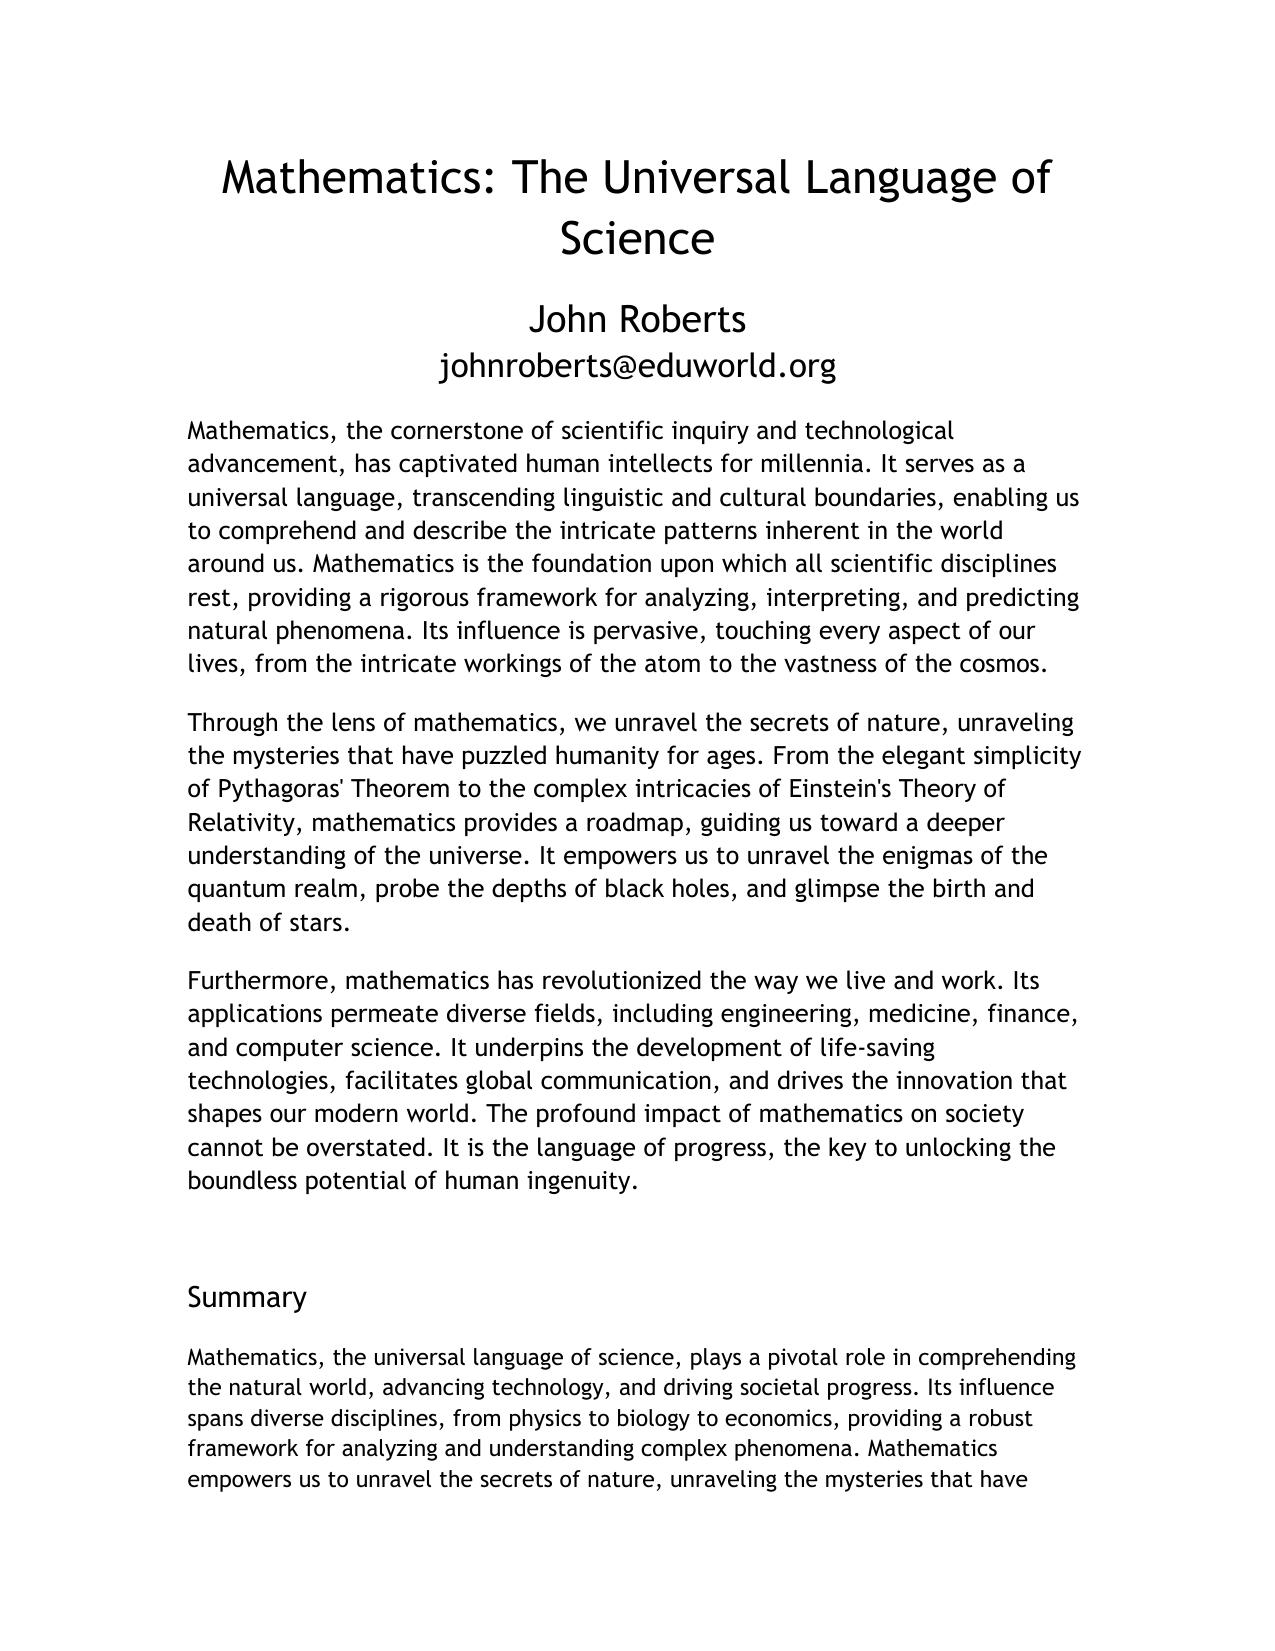 Mathematics: The Universal Language of
Science
John Roberts
johnroberts@eduworld.org
Mathematics, the cornerstone of scientific inquiry and technological
advancement, has captivated human intellects for millennia. It serves as a
universal language, transcending linguistic and cultural boundaries, enabling us
to comprehend and describe the intricate patterns inherent in the world
around us. Mathematics is the foundation upon which all scientific disciplines
rest, providing a rigorous framework for analyzing, interpreting, and predicting
natural phenomena. Its influence is pervasive, touching every aspect of our
lives, from the intricate workings of the atom to the vastness of the cosmos.
Through the lens of mathematics, we unravel the secrets of nature, unraveling
the mysteries that have puzzled humanity for ages. From the elegant simplicity
of Pythagoras' Theorem to the complex intricacies of Einstein's Theory of
Relativity, mathematics provides a roadmap, guiding us toward a deeper
understanding of the universe. It empowers us to unravel the enigmas of the
quantum realm, probe the depths of black holes, and glimpse the birth and
death of stars.
Furthermore, mathematics has revolutionized the way we live and work. Its
applications permeate diverse fields, including engineering, medicine, finance,
and computer science. It underpins the development of life-saving
technologies, facilitates global communication, and drives the innovation that
shapes our modern world. The profound impact of mathematics on society
cannot be overstated. It is the language of progress, the key to unlocking the
boundless potential of human ingenuity.
Summary
Mathematics, the universal language of science, plays a pivotal role in comprehending
the natural world, advancing technology, and driving societal progress. Its influence
spans diverse disciplines, from physics to biology to economics, providing a robust
framework for analyzing and understanding complex phenomena. Mathematics
empowers us to unravel the secrets of nature, unraveling the mysteries that have